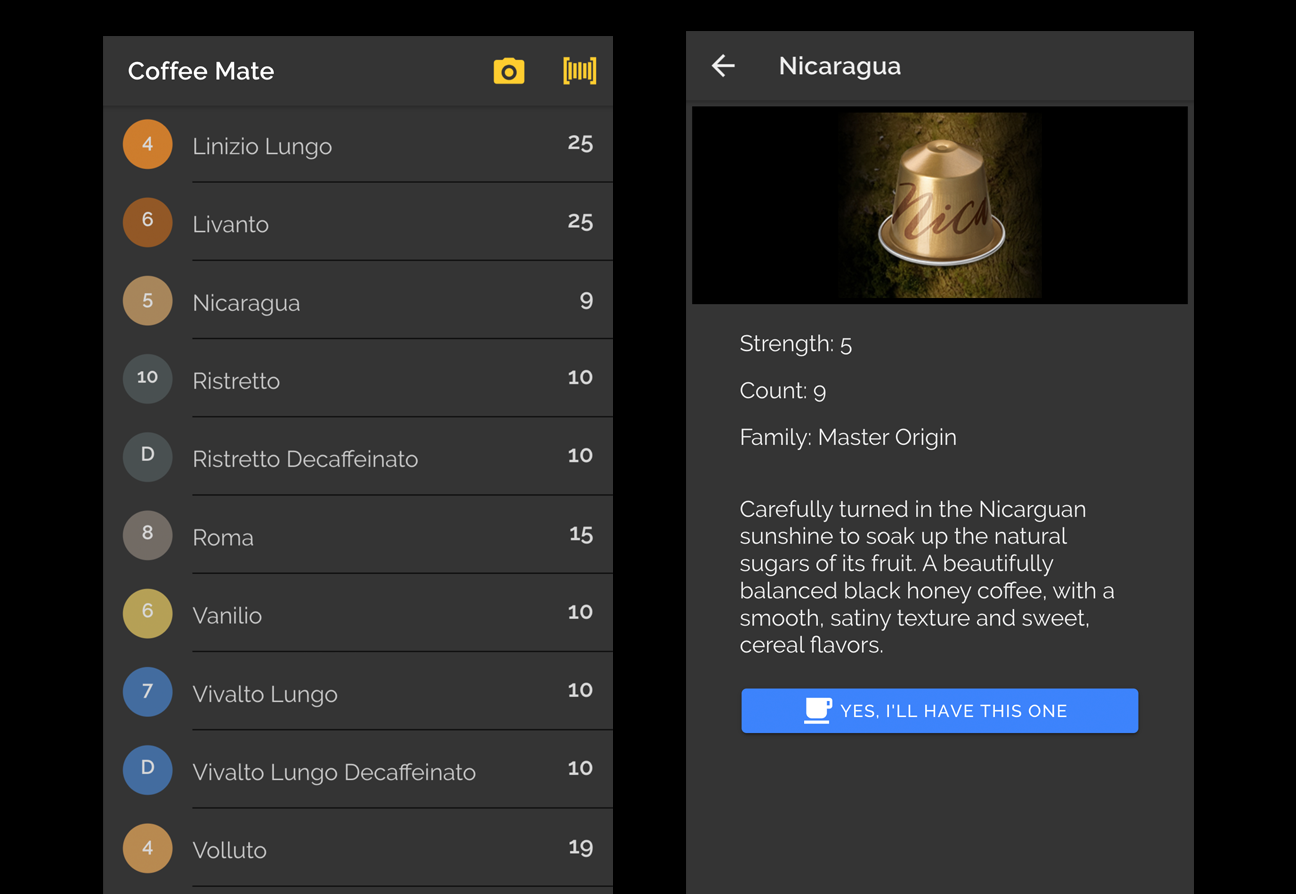 Coffee Mate
4 Linizio Lungo 25
6 Livanto 25
5 Nicaragua 9
10 Ristretto 10
D Ristretto Decaffeinato 10
8 Roma 15
6 Vanilio 10
7 Vivalto Lungo 10
D Vivalto Lungo Decaffeinato 10
4 Volluto 19
Nicaragua
Nica
Strength: 5
Count: 9
Family: Master Origin
Carefully turned in the Nicarguan
sunshine to soak up the natural
sugars of its fruit. A beautifully
balanced black honey coffee, with a
smooth, satiny texture and sweet,
cereal flavors.
YES, I'LL HAVE THIS ONE